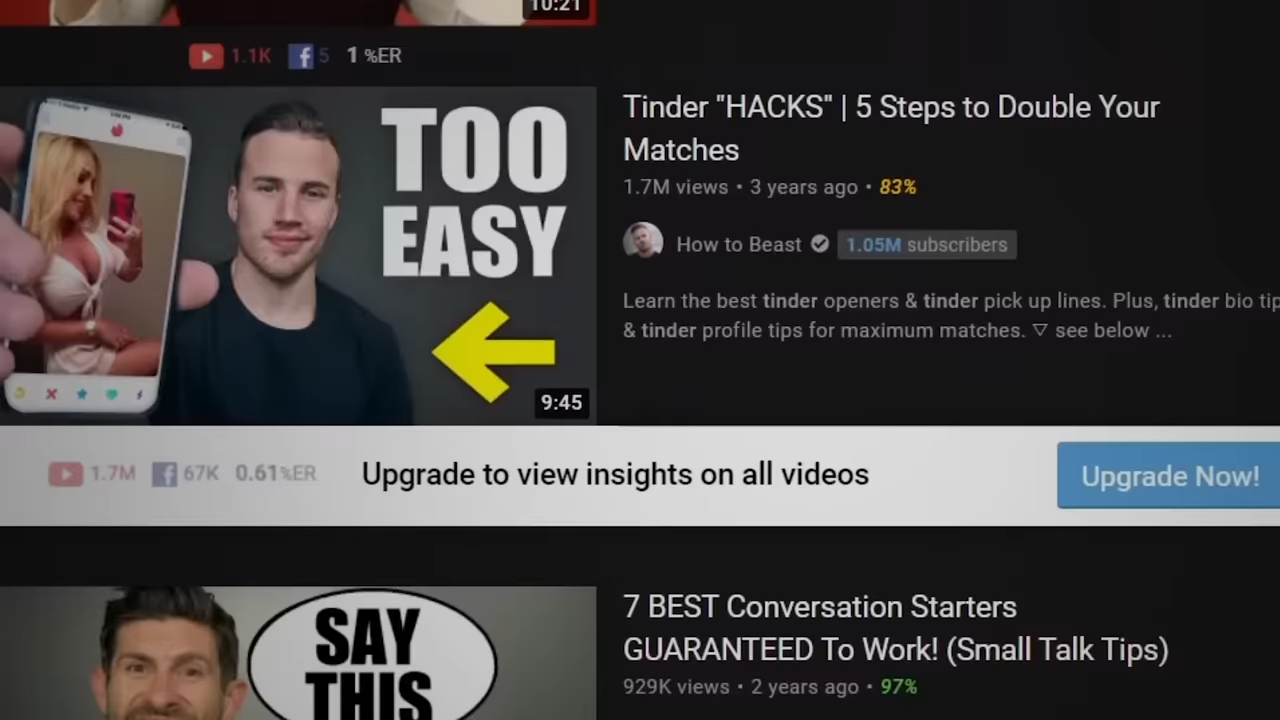 10:21
1.1K 5 1 %ER
TOO
EASY
9:45
Tinder "HACKS" | 5 Steps to Double Your
Matches
1.7M views • 3 years ago • 83%
How to Beast 1.05M subscribers
Learn the best tinder openers & tinder pick up lines. Plus, tinder bio tip
& tinder profile tips for maximum matches. ▽ see below ...
1.7M 67K 0.61%ER Upgrade to view insights on all videos Upgrade Now!
SAY
THIS
7 BEST Conversation Starters
GUARANTEED To Work! (Small Talk Tips)
929K views • 2 years ago • 97%